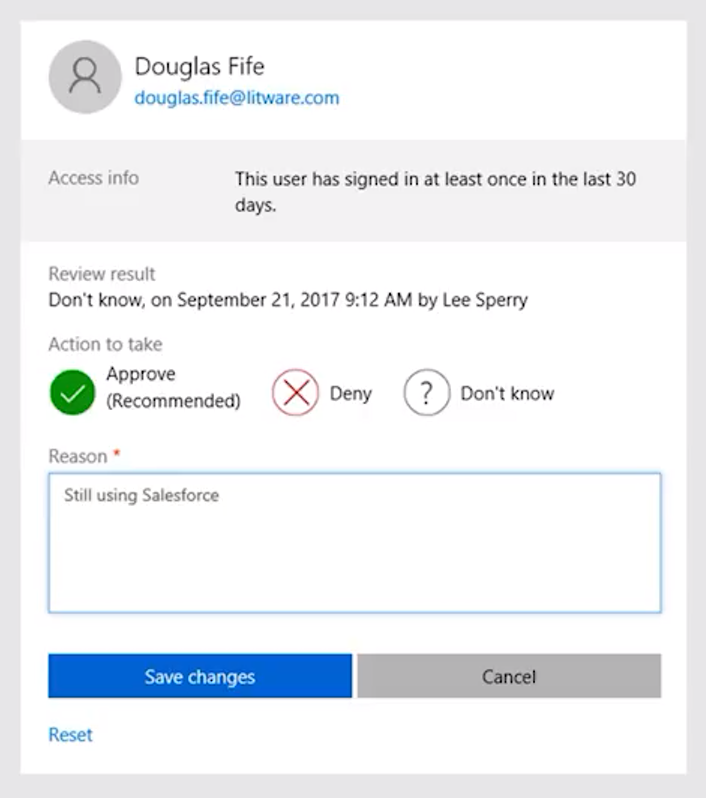 Douglas Fife
douglas.fife@litware.com
Access info
This user has signed in at least once in the last 30
days.
Review result
Don't know, on September 21, 2017 9:12 AM by Lee Sperry
Action to take
Approve
(Recommended)
Deny
? Don't know
Reason *
Still using Salesforce
Save changes
Cancel
Reset